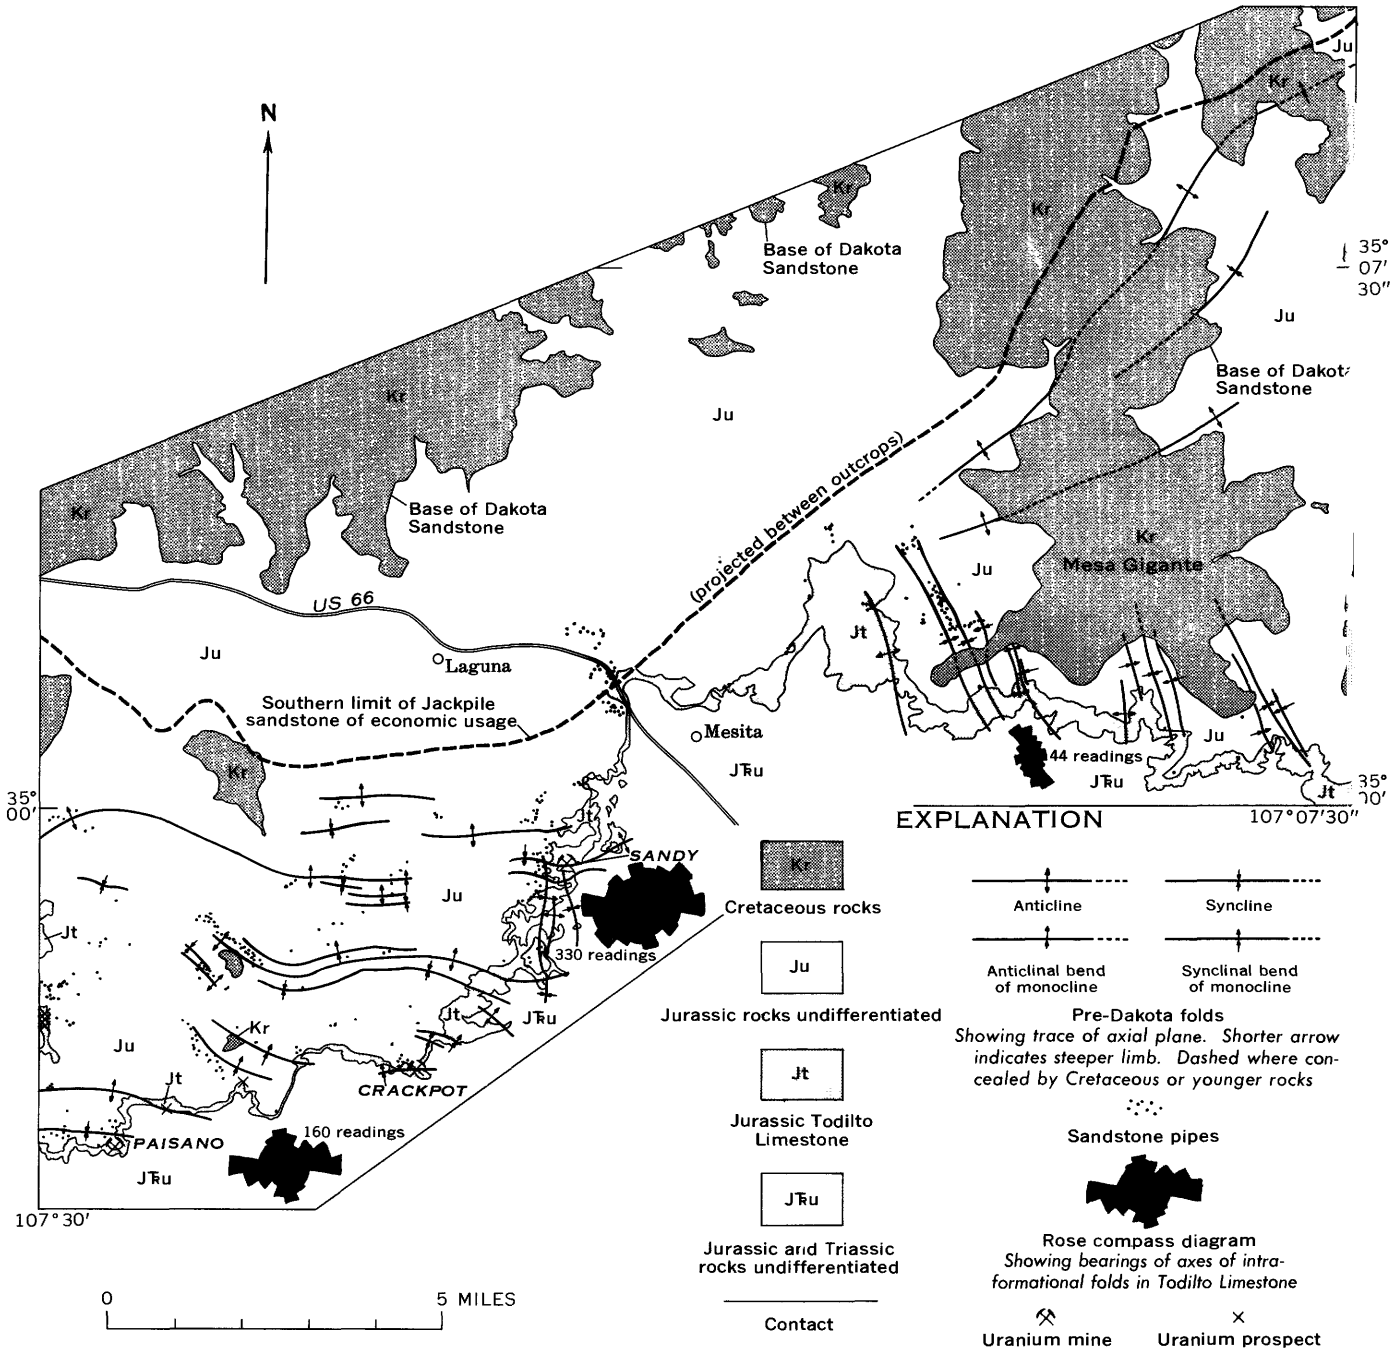 N
Ju
Kr
Kr
Kr
Base of Dakota
Sandstone
35°
07'
30"
Ju
Kr
Base of Dakota
Sandstone
Ju
(projected between outcrops)
Kr
Base of Dakota
Sandstone
Kr
Mesa Gigante
Ju
US 66
Jt
Ju
Laguna
Southern limit of Jackpile
sandstone of economic usage
Mesita
Ju
JTRu
44 readings
JTRu
Kr
35°
00'
35°
00'
Jt
107°07'30"
Jt
EXPLANATION
SANDY
Kr
Cretaceous rocks
Anticline
Syncline
Ju
Jt
330 readings
Ju
Jurassic rocks undifferentiated
Anticlinal bend
of monocline
Synclinal bend
of monocline
Jt
JTRu
Kr
Ju
Pre-Dakota folds
Showing trace of axial plane. Shorter arrow
indicates steeper limb. Dashed where con-
cealed by Cretaceous or younger rocks
Jt
CRACKPOT
Jt
Jurassic Todilto
Limestone
Sandstone pipes
160 readings
PAISANO
JTRu
JTRu
Jurassic and Triassic
rocks undifferentiated
Rose compass diagram
Showing bearings of axes of intra-
formational folds in Todilto Limestone
107°30'
0 5 MILES
Contact
Uranium mine
Uranium prospect